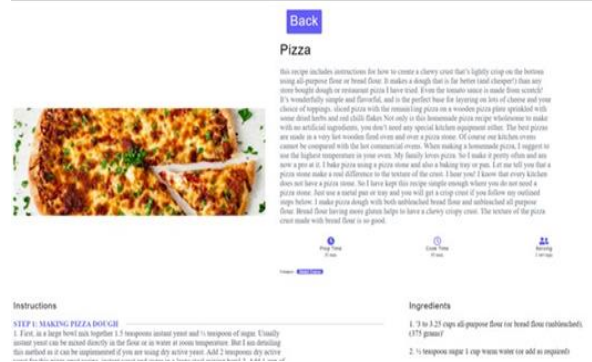 Back
Pizza
this recipe includes instructions for how to create a chewy crust that's lightly crisp on the bottom
using all-purpose flour or bread flour. It makes a dough that is far better (and cheaper!) than any
store bought dough or restaurant pizza I have tried. Even the tomato sauce is made from scratch!
It's wonderfully simple and flavorful, and is the perfect base for layering on lots of cheese and your
choice of toppings. sliced pizza with the remaining pizza on a wooden pizza plate sprinkled with
some dried herbs and red chilli flakes Not only is this homemade pizza recipe wholesome to make
with no artificial ingredients, you don't need any special kitchen equipment either. The best pizzas
are made in a very hot wooden fired oven and over a pizza stone. Of course our kitchen ovens
cannot be compared with the hot commercial ovens. When making a homemade pizza, I suggest to
use the highest temperature in your oven. My family loves pizza. So I make it pretty often and am
now a pro at it. I bake pizza using a pizza stone and also a baking tray or pan. Let me tell you that a
pizza stone make a real difference to the texture of the crust. I hear you! I know that every kitchen
does not have a pizza stone. So I have kept this recipe simple enough where you do not need a
pizza stone. Just use a metal pan or tray and you will get a crisp crust if you follow my outlined
steps below. I make pizza dough with both unbleached bread flour and unbleached all purpose
flour. Bread flour having more gluten helps to have a chewy crispy crust. The texture of the pizza
crust made with bread flour is so good.
Prep Time
Cook Time
Serving
Instructions
Ingredients
STEP 1: MAKING PIZZA DOUGH
1. First, in a large bowl mix together 1.5 teaspoons instant yeast and ½ teaspoon of sugar. Usually
instant yeast can be mixed directly in the flour or in water at room temperature. But I am detailing
this method as it can be implemented if you are using dry active yeast. Add 2 teaspoons dry active
1. '3 to 3.25 cups all-purpose flour (or bread flour (unbleached),
(375 grams)'
2. ½ teaspoon sugar 1 cup warm water (or add as required)